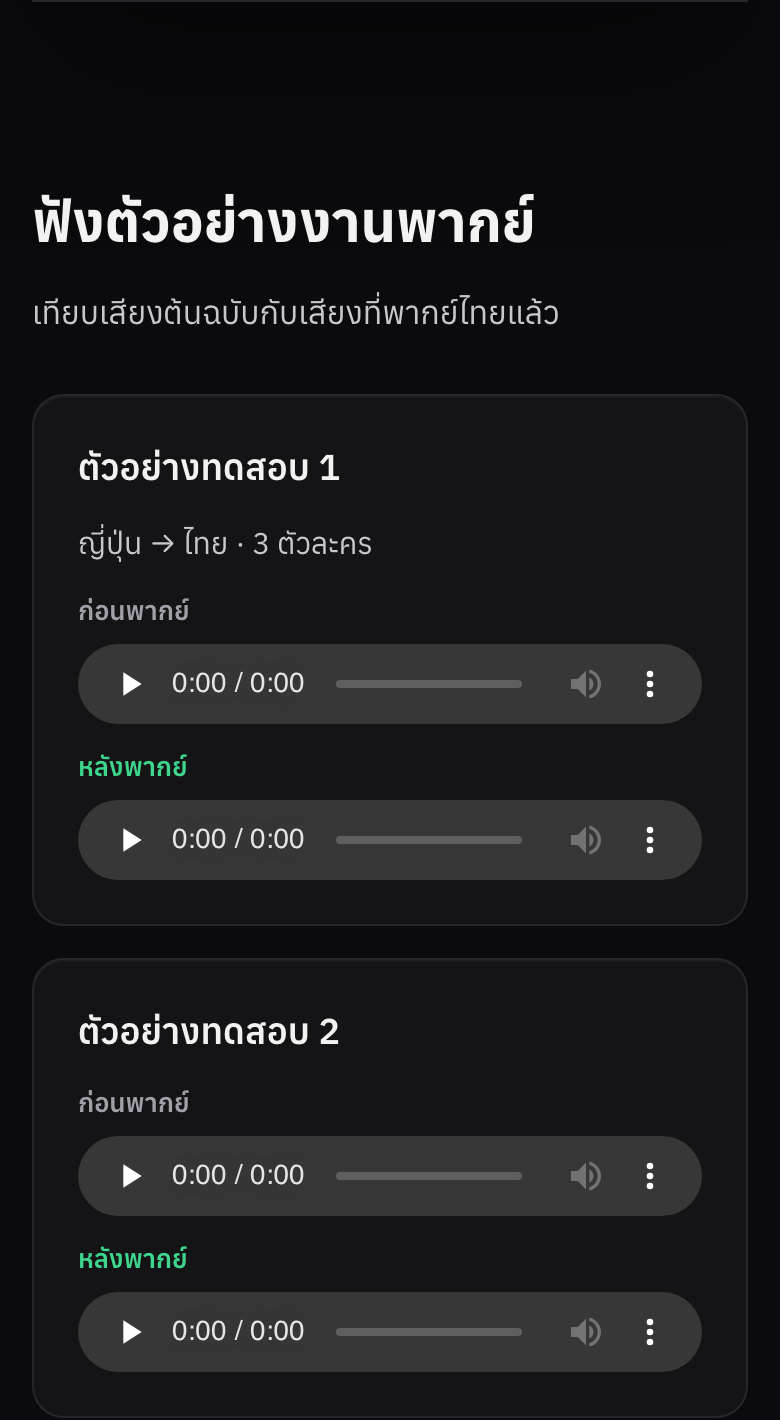 ฟังตัวอย่างงานพากย์
เทียบเสียงต้นฉบับกับเสียงที่พากย์ไทยแล้ว
ตัวอย่างทดสอบ 1
ญี่ปุ่น → ไทย · 3 ตัวละคร
ก่อนพากย์
0:00 / 0:00
หลังพากย์
0:00 / 0:00
ตัวอย่างทดสอบ 2
ก่อนพากย์
0:00 / 0:00
หลังพากย์
0:00 / 0:00